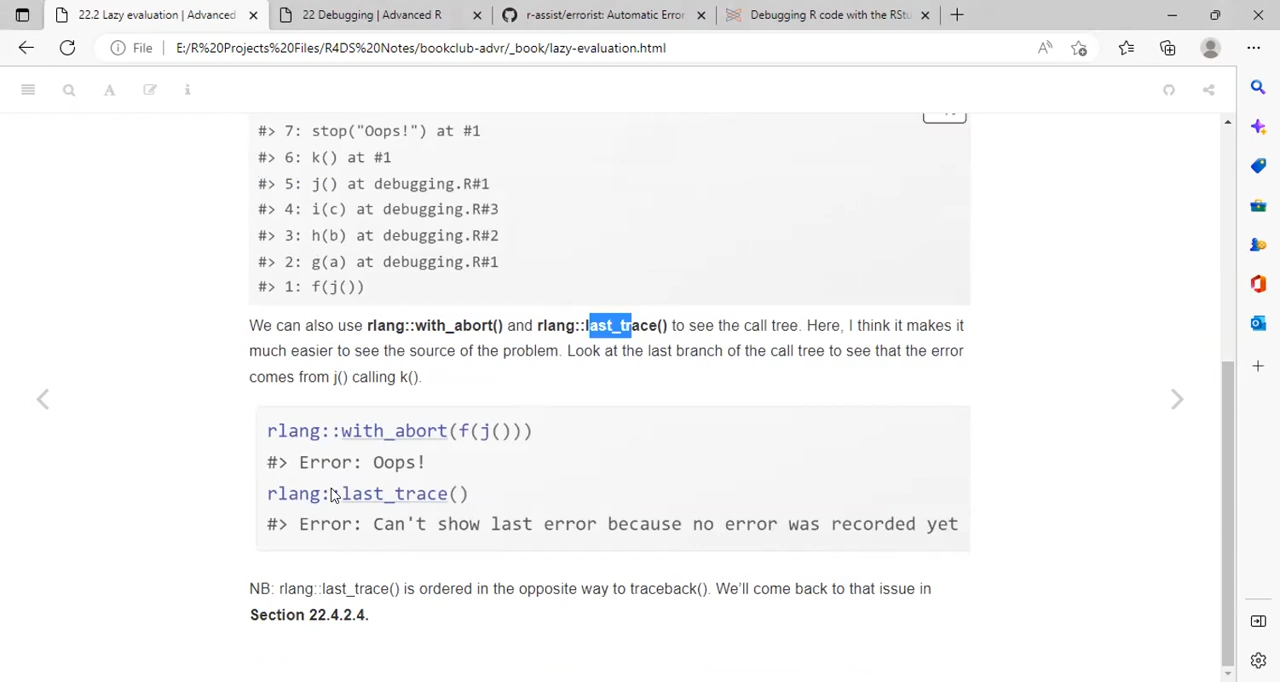 22.2 Lazy evaluation | Advanced
22 Debugging | Advanced R
r-assist/errorist: Automatic Error
Debugging R code with the RStu
File
E:/R%20Projects%20Files/R4DS%20Notes/bookclub-advr/_book/lazy-evaluation.html
#> 7: stop("Oops!") at #1
#> 6: k() at #1
#> 5: j() at debugging.R#1
#> 4: i(c) at debugging.R#3
#> 3: h(b) at debugging.R#2
#> 2: g(a) at debugging.R#1
#> 1: f(j())
We can also use rlang::with_abort() and rlang::last_trace() to see the call tree. Here, I think it makes it
much easier to see the source of the problem. Look at the last branch of the call tree to see that the error
comes from j() calling k().
rlang::with_abort(f(j()))
#> Error: Oops!
rlang::last_trace()
#> Error: Can't show last error because no error was recorded yet
NB: rlang::last_trace() is ordered in the opposite way to traceback(). We'll come back to that issue in
Section 22.4.2.4.